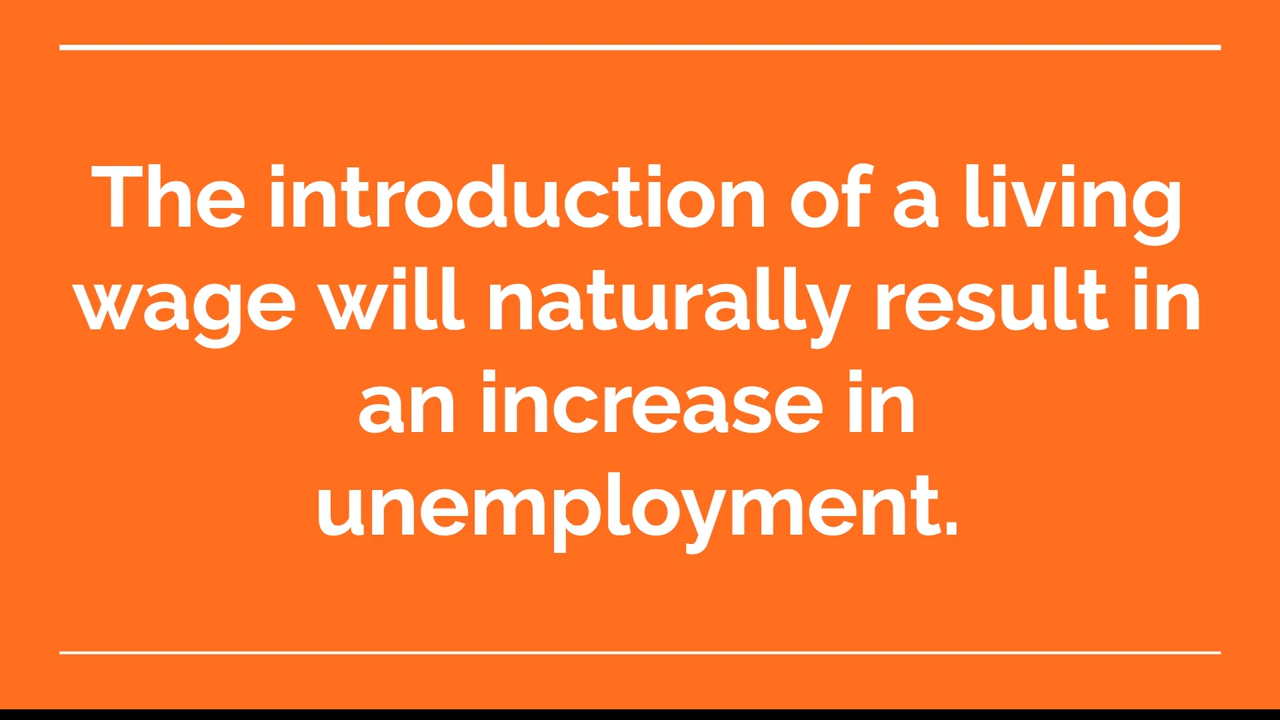 The introduction of a living
wage will naturally result in
an increase in
unemployment.